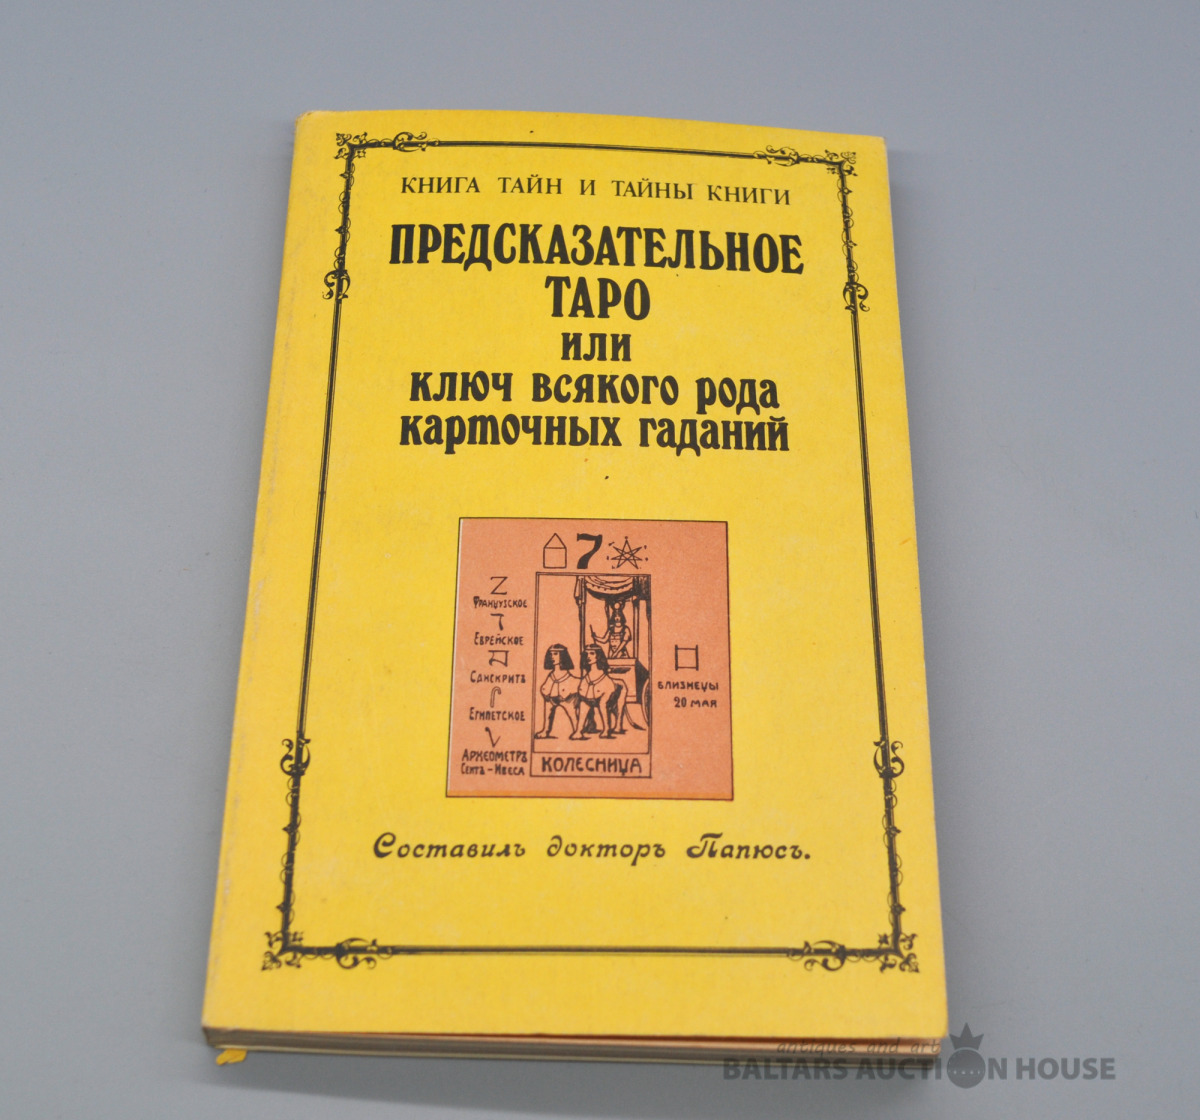 КНИГА ТАЙН И ТАЙНЫ КНИГИ
ПРЕДСКАЗАТЕЛЬНОЕ
ТАРО
ИЛИ
КЛЮЧ ВСЯКОГО РОДА
КАРТОЧНЫХ ГАДАНИЙ
7
ФРАНЦУЗСКОЕ
ЕВРЕЙСКОЕ
САНСКРИТЪ
ЕГИПЕТСКОЕ
АРХЕОМЕТРЪ
СЕНТЪ-ИВЕСА
БЛИЗНЕЦЫ
20 МАЯ
КОЛЕСНИЦА
Составилъ докторъ Папюсъ.
antiques and art
BALTARS AUCTION HOUSE